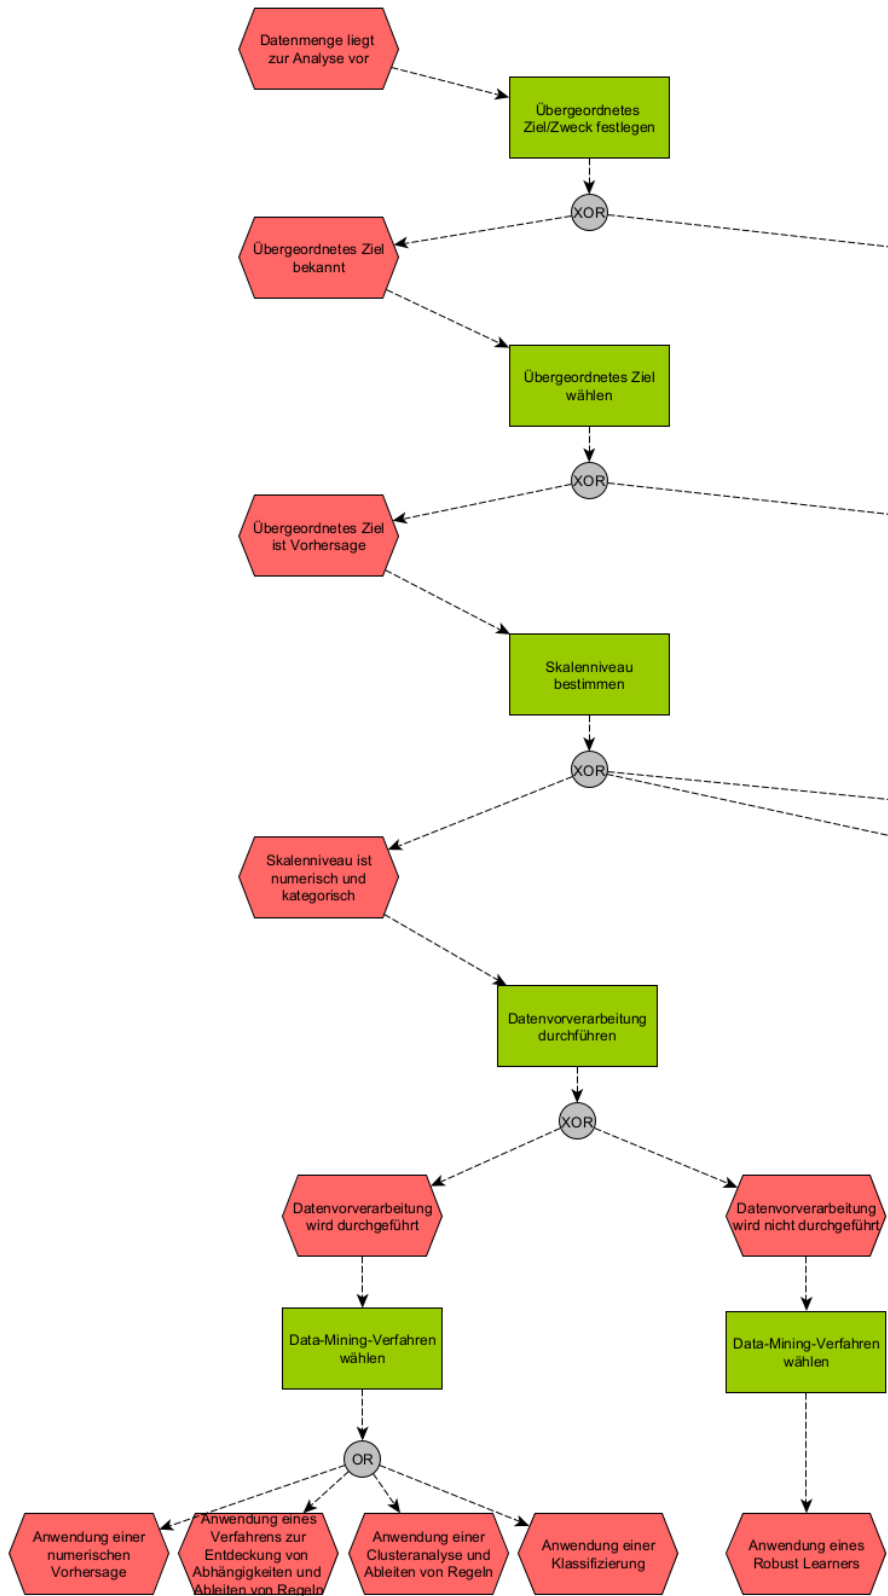 Datenmenge liegt
zur Analyse vor
Übergeordnetes
Ziel/Zweck festlegen
XOR
Übergeordnetes Ziel
bekannt
Übergeordnetes Ziel
wählen
XOR
Übergeordnetes Ziel
ist Vorhersage
Skalenniveau
bestimmen
XOR
Skalenniveau ist
numerisch und
kategorisch
Datenvorverarbeitung
durchführen
XOR
Datenvorverarbeitung
wird durchgeführt
Datenvorverarbeitung
wird nicht durchgeführt
Data-Mining-Verfahren
wählen
Data-Mining-Verfahren
wählen
OR
Anwendung einer
numerischen
Vorhersage
Anwendung eines
Verfahrens zur
Entdeckung von
Abhängigkeiten und
Ableiten von Regeln
Anwendung einer
Clusteranalyse und
Ableiten von Regeln
Anwendung einer
Klassifizierung
Anwendung eines
Robust Learners